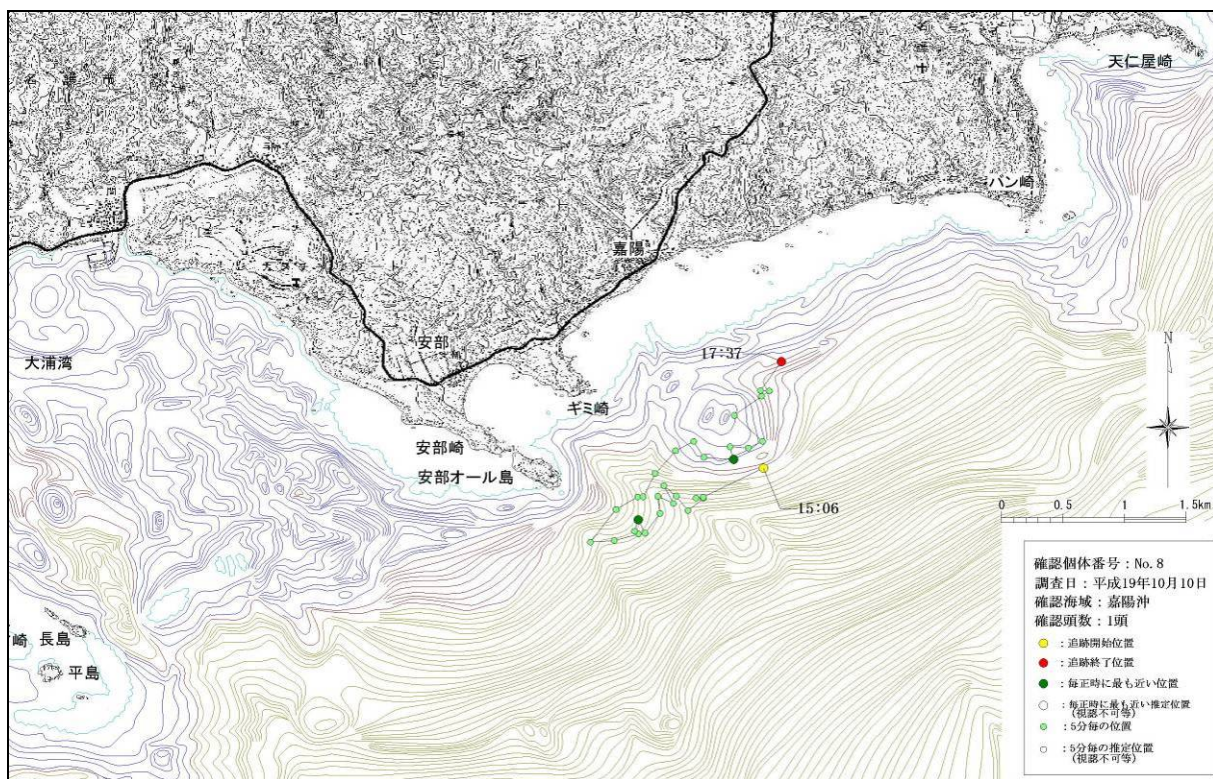 天仁屋崎
バン崎
嘉陽
安部
大浦湾
17:37
ギミ崎
安部崎
安部オール島
15:06
N
0 0.5 1 1.5km
長島
平島
崎
確認個体番号：No.8
調査日：平成19年10月10日
確認海域：嘉陽沖
確認頭数：1頭
：追跡開始位置
：追跡終了位置
：毎正時に最も近い位置
：毎正時に最も近い推定位置
（視認不可等）
：5分毎の位置
：5分毎の推定位置
（視認不可等）